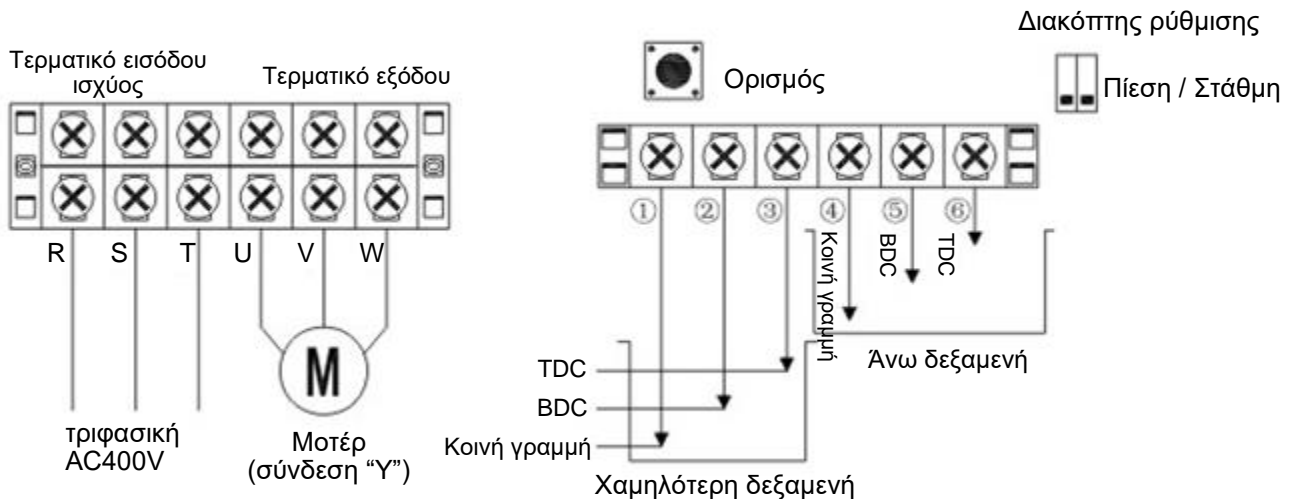 Τερματικό εισόδου
ισχύος
Τερματικό εξόδου
R S T U V W
τριφασική
AC400V
M
Μοτέρ
(σύνδεση “Y”)
Ορισμός
Διακόπτης ρύθμισης
Πίεση / Στάθμη
① ② ③ ④ ⑤ ⑥
Κοινή γραμμή
BDC
TDC
Άνω δεξαμενή
TDC
BDC
Κοινή γραμμή
Χαμηλότερη δεξαμενή